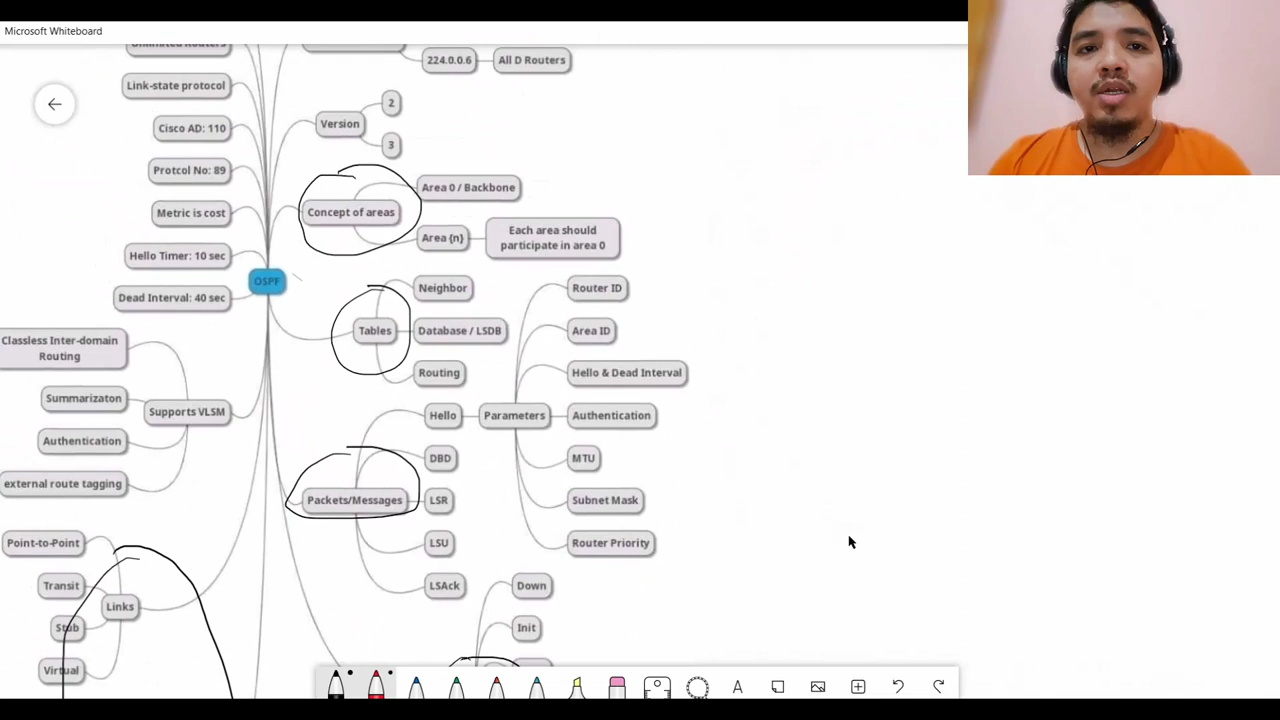 Microsoft Whiteboard
Unlimited Routers
224.0.0.6
All D Routers
Link-state protocol
Version
2
3
Cisco AD: 110
Protcol No: 89
Metric is cost
Concept of areas
Area 0 / Backbone
Area {n}
Each area should
participate in area 0
Hello Timer: 10 sec
OSPF
Dead Interval: 40 sec
Tables
Neighbor
Database / LSDB
Routing
Classless Inter-domain
Routing
Summarizaton
Supports VLSM
Authentication
external route tagging
Packets/Messages
Hello
DBD
LSR
LSU
LSAck
Parameters
Router ID
Area ID
Hello & Dead Interval
Authentication
MTU
Subnet Mask
Router Priority
Point-to-Point
Transit
Links
Stub
Virtual
Down
Init
A